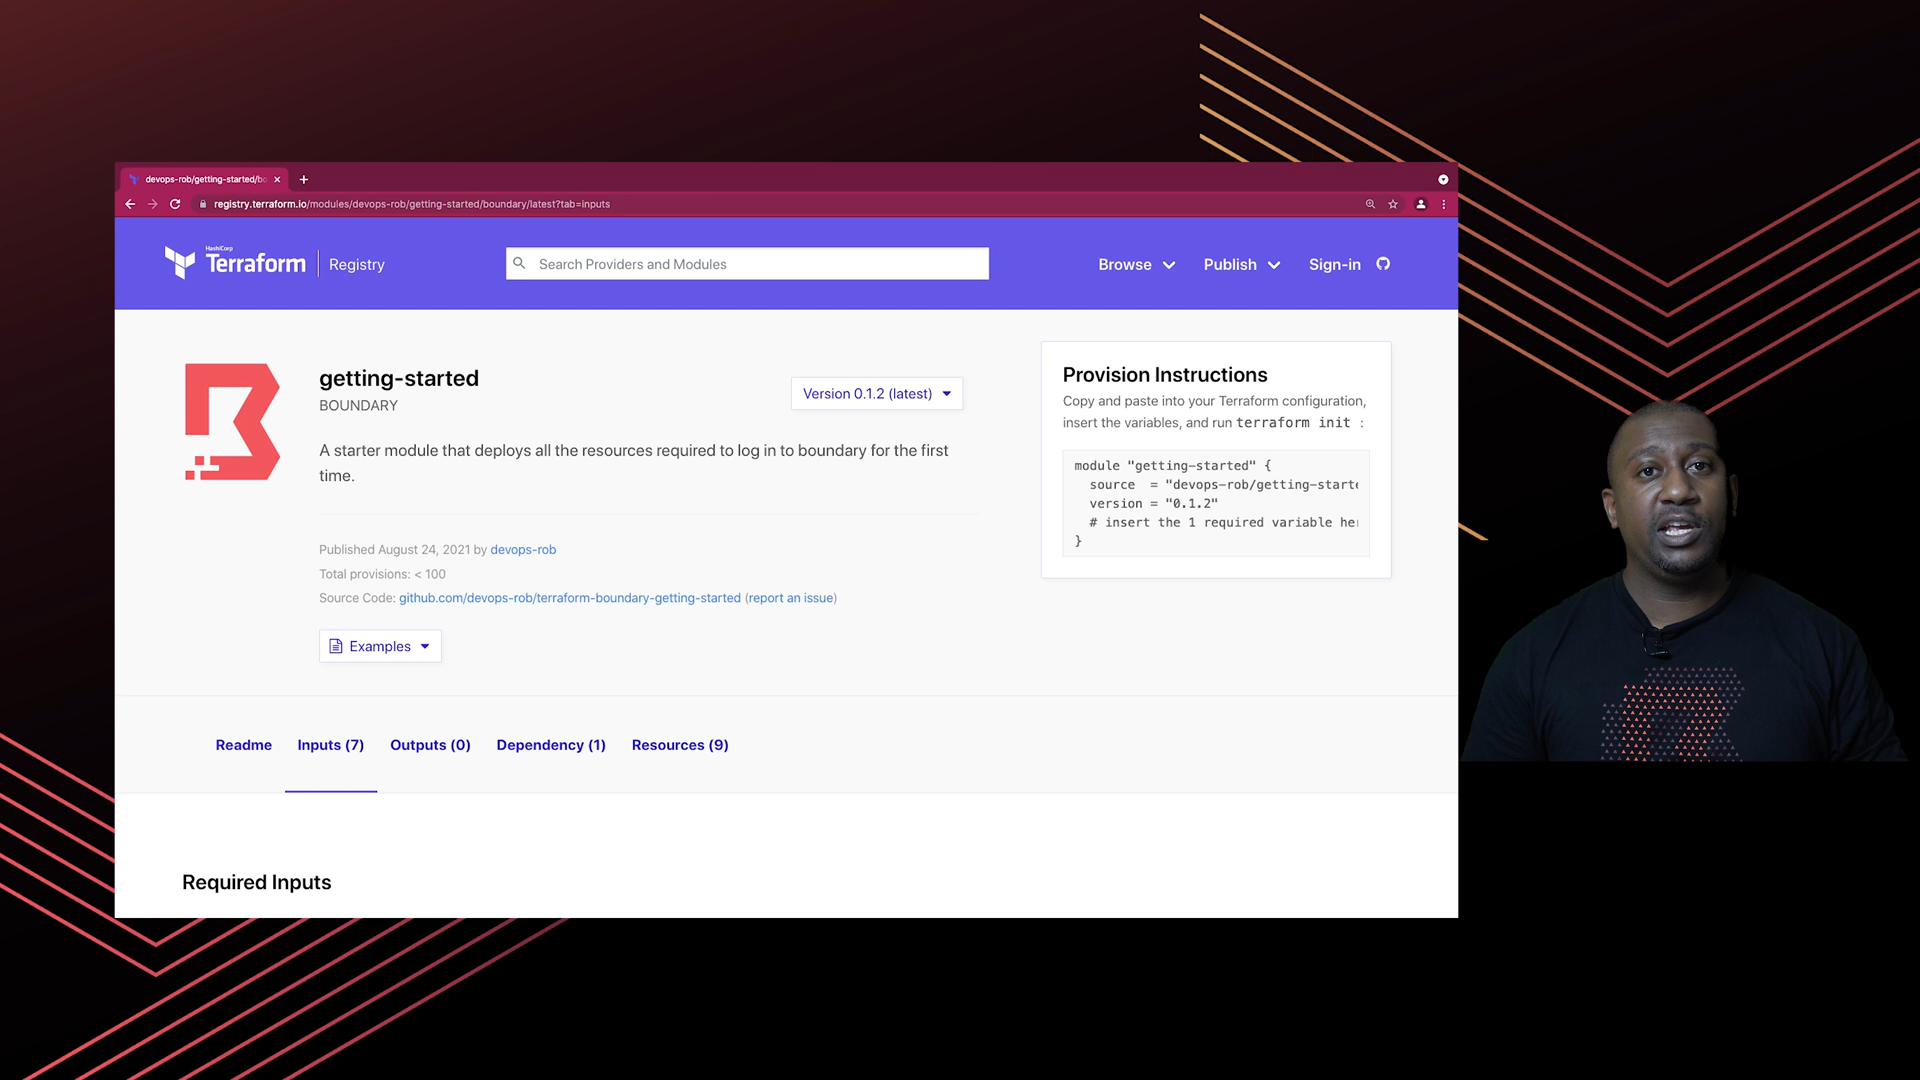 devops-rob/getting-started/bo
registry.terraform.io/modules/devops-rob/getting-started/boundary/latest?tab=inputs
HashiCorp
Terraform
Registry
Search Providers and Modules
Browse
Publish
Sign-in
getting-started
BOUNDARY
Version 0.1.2 (latest)
A starter module that deploys all the resources required to log in to boundary for the first
time.
Published August 24, 2021 by devops-rob
Total provisions: < 100
Source Code: github.com/devops-rob/terraform-boundary-getting-started (report an issue)
Examples
Provision Instructions
Copy and paste into your Terraform configuration,
insert the variables, and run terraform init :
module "getting-started" {
source = "devops-rob/getting-starte
version = "0.1.2"
# insert the 1 required variable her
}
Readme
Inputs (7)
Outputs (0)
Dependency (1)
Resources (9)
Required Inputs